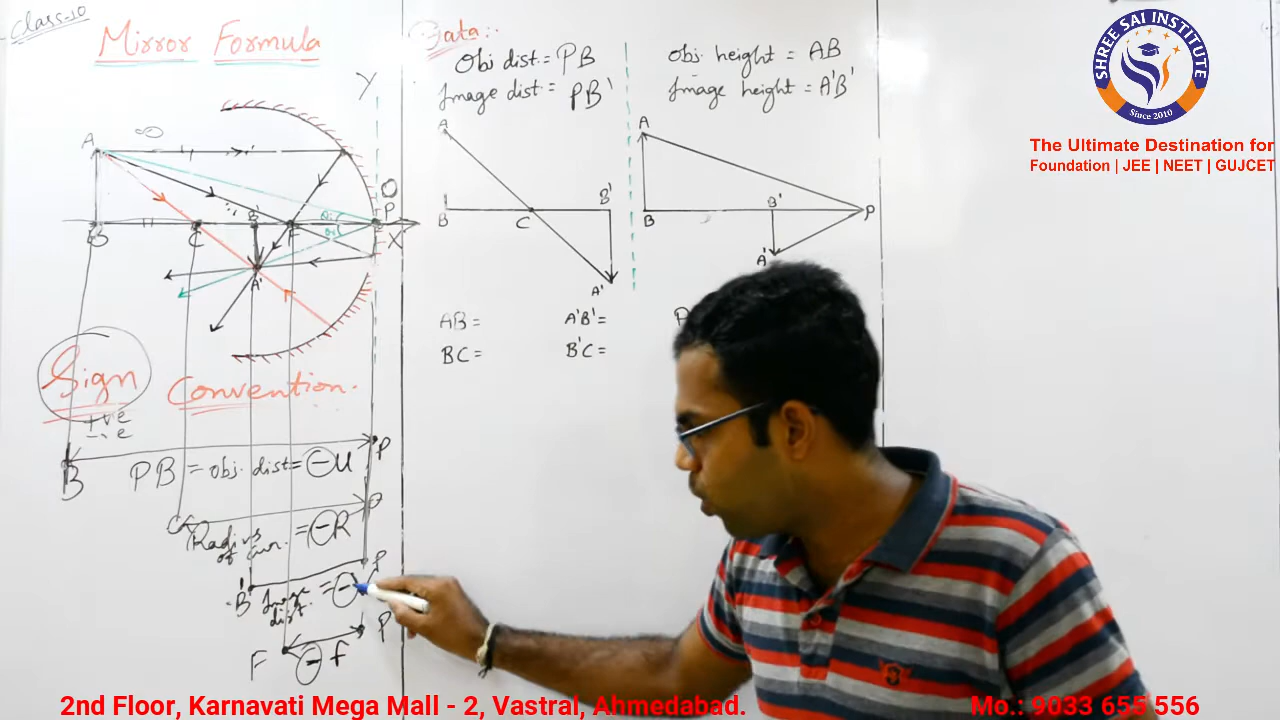 Class-10
Mirror Formula
Y
A
∞
O
P
B
C
B'
F
X
A'
Sign Convention.
+ve
-ve
B
PB = obj. dist = -u
P
C
Radius of cur. = -R
P
B' Image dist. = -
P
F
-f
P
Data:-
Obj dist = PB
Image dist = PB'
A
B
C
B'
A'
AB =
A'B' =
BC =
B'C =
Obj. height = AB
Image height = A'B'
A
B
B'
P
A'
SHREE SAI INSTITUTE
Since 2010
The Ultimate Destination for
Foundation | JEE | NEET | GUJCET
2nd Floor, Karnavati Mega Mall - 2, Vastral, Ahmedabad.
Mo.: 9033 655 556